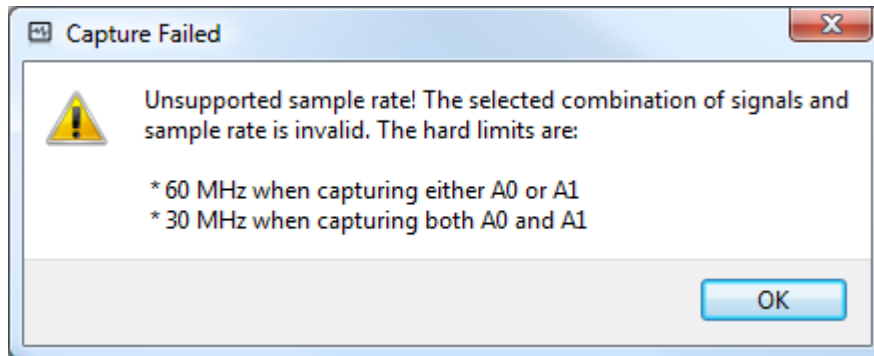 Capture Failed
Unsupported sample rate! The selected combination of signals and
sample rate is invalid. The hard limits are:
* 60 MHz when capturing either A0 or A1
* 30 MHz when capturing both A0 and A1
OK